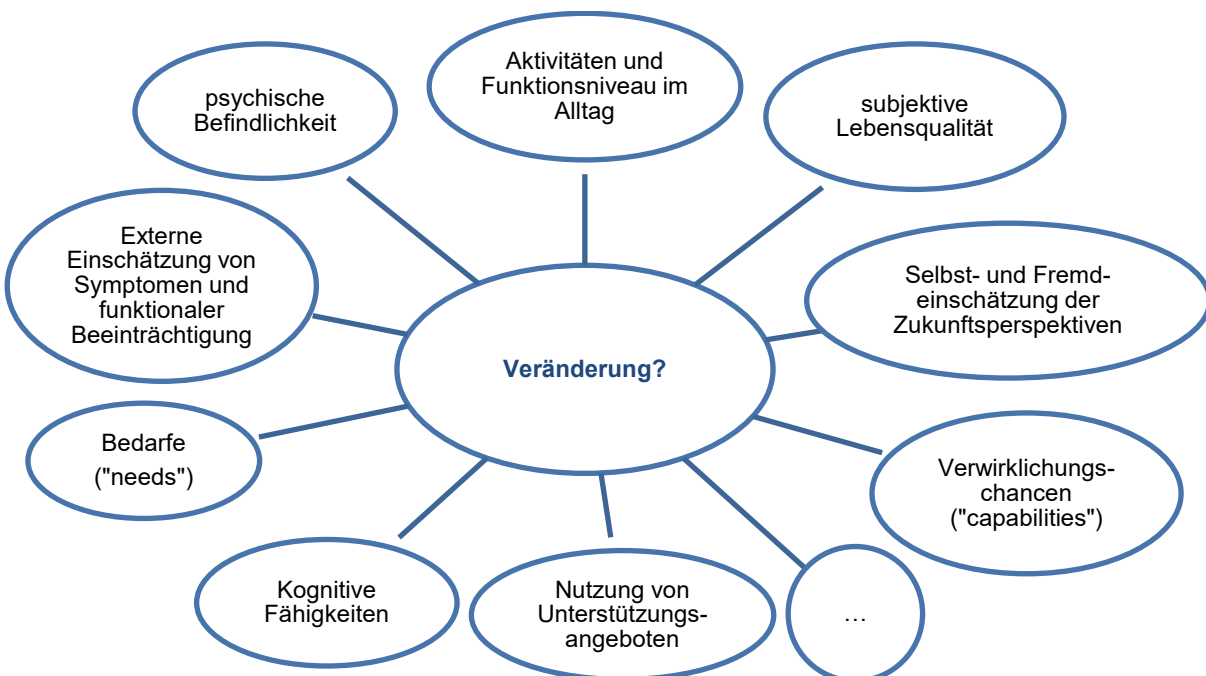 psychische
Befindlichkeit
Aktivitäten und
Funktionsniveau im
Alltag
subjektive
Lebensqualität
Externe
Einschätzung von
Symptomen und
funktionaler
Beeinträchtigung
Selbst- und Fremd-
einschätzung der
Zukunftsperspektiven
Veränderung?
Bedarfe
("needs")
Verwirklichungs-
chancen
("capabilities")
Kognitive
Fähigkeiten
Nutzung von
Unterstützungs-
angeboten
…